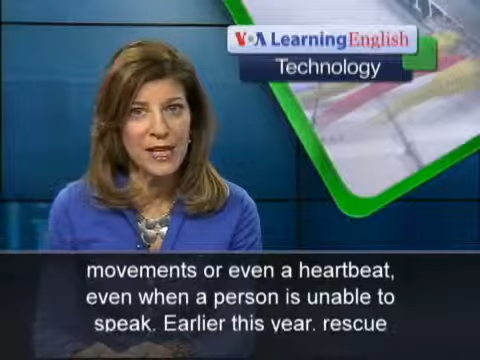 VOA Learning English
Technology
movements or even a heartbeat,
even when a person is unable to
speak. Earlier this year, rescue